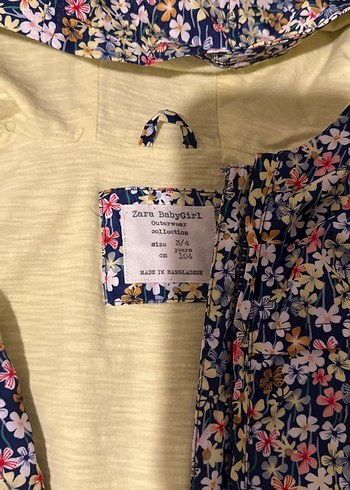 Zara BabyGirl
Outerwear
collection
size 3/4
years
cm 104
MADE IN BANGLADESH